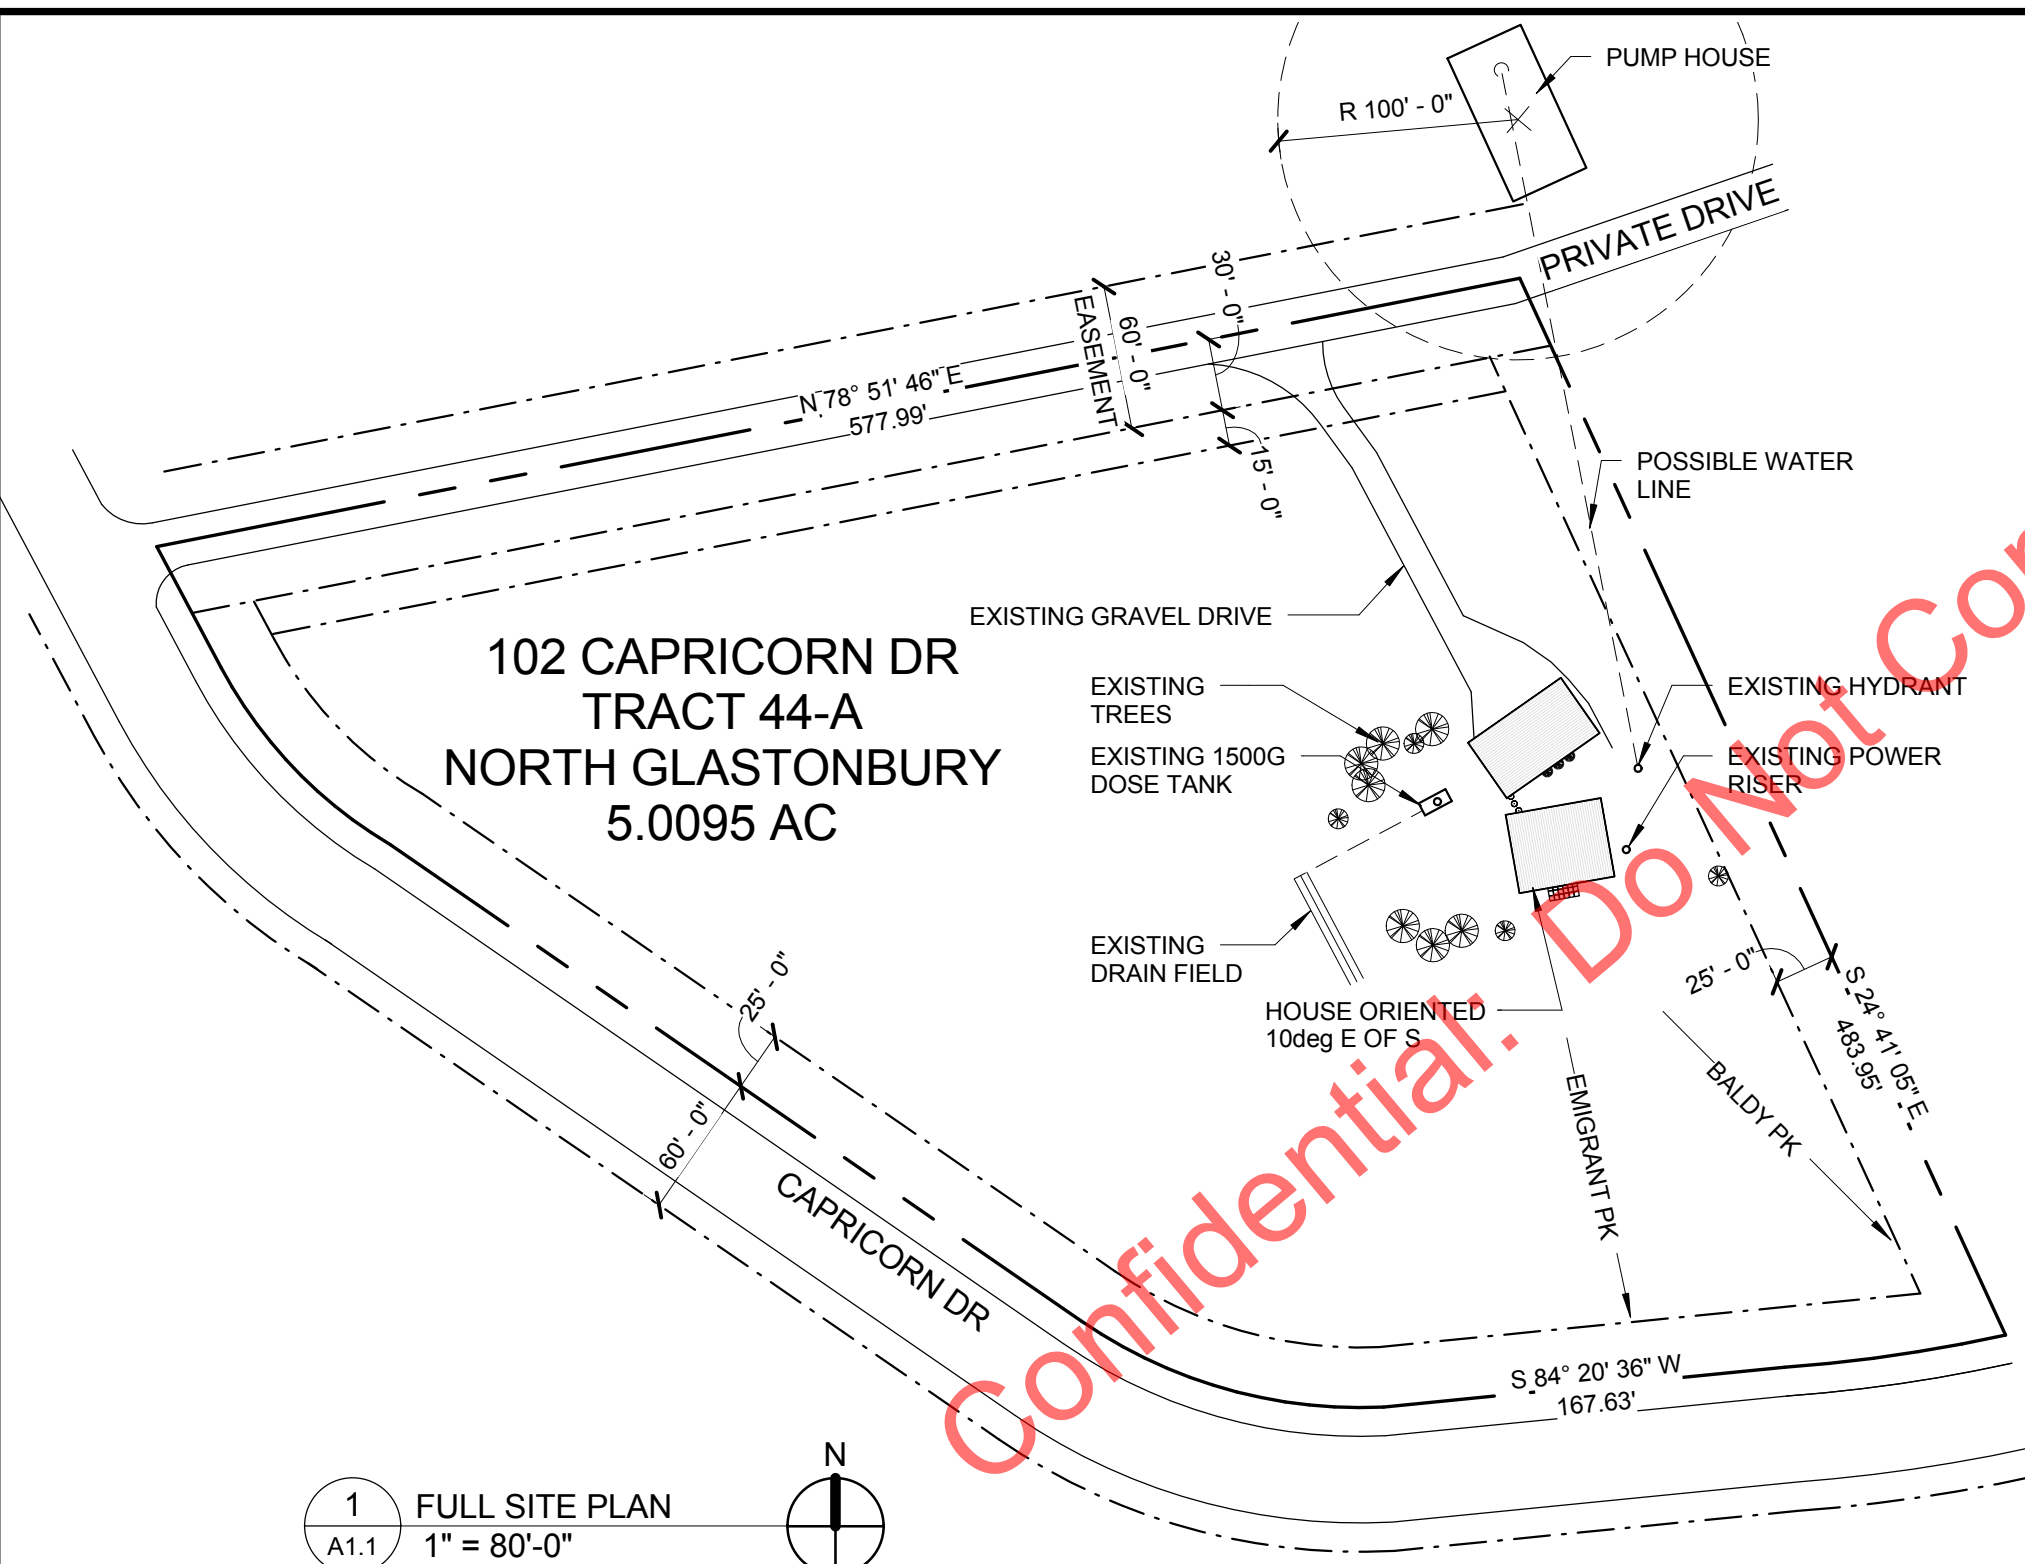 PUMP HOUSE
R 100' - 0"
PRIVATE DRIVE
30' - 0"
60' - 0"
EASEMENT
N 78° 51' 46" E
577.99'
15' - 0"
POSSIBLE WATER
LINE
EXISTING GRAVEL DRIVE
102 CAPRICORN DR
TRACT 44-A
NORTH GLASTONBURY
5.0095 AC
EXISTING
TREES
EXISTING HYDRANT
EXISTING 1500G
DOSE TANK
EXISTING POWER
RISER
EXISTING
DRAIN FIELD
25' - 0"
25' - 0"
S 24° 41' 05" E
483.95'
HOUSE ORIENTED
10deg E OF S
EMIGRANT PK
BALDY PK
60' - 0"
CAPRICORN DR
S 84° 20' 36" W
167.63'
Confidential: Do Not Co
N
1
FULL SITE PLAN
A1.1
1" = 80'-0"